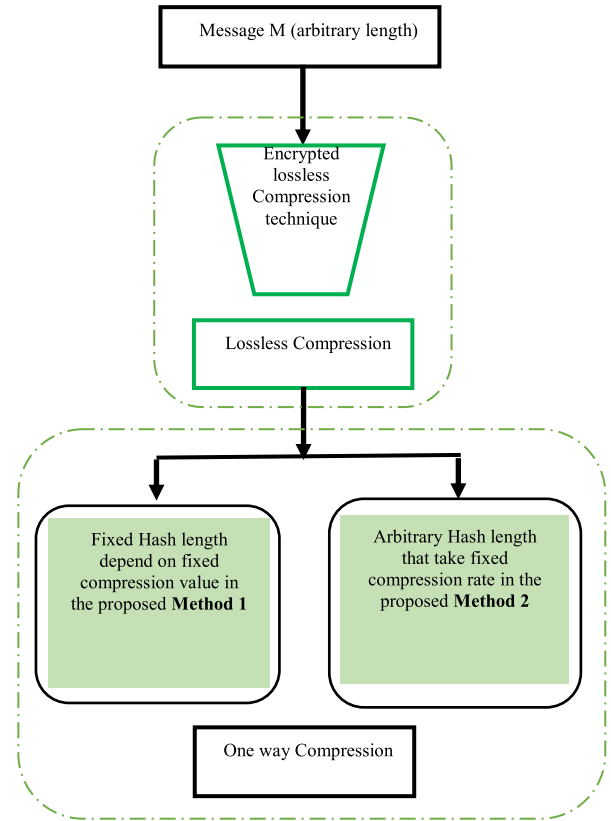 Message M (arbitrary length)
Encrypted
lossless
Compression
technique
Lossless Compression
Fixed Hash length
depend on fixed
compression value in
the proposed Method 1
Arbitrary Hash length
that take fixed
compression rate in the
proposed Method 2
One way Compression